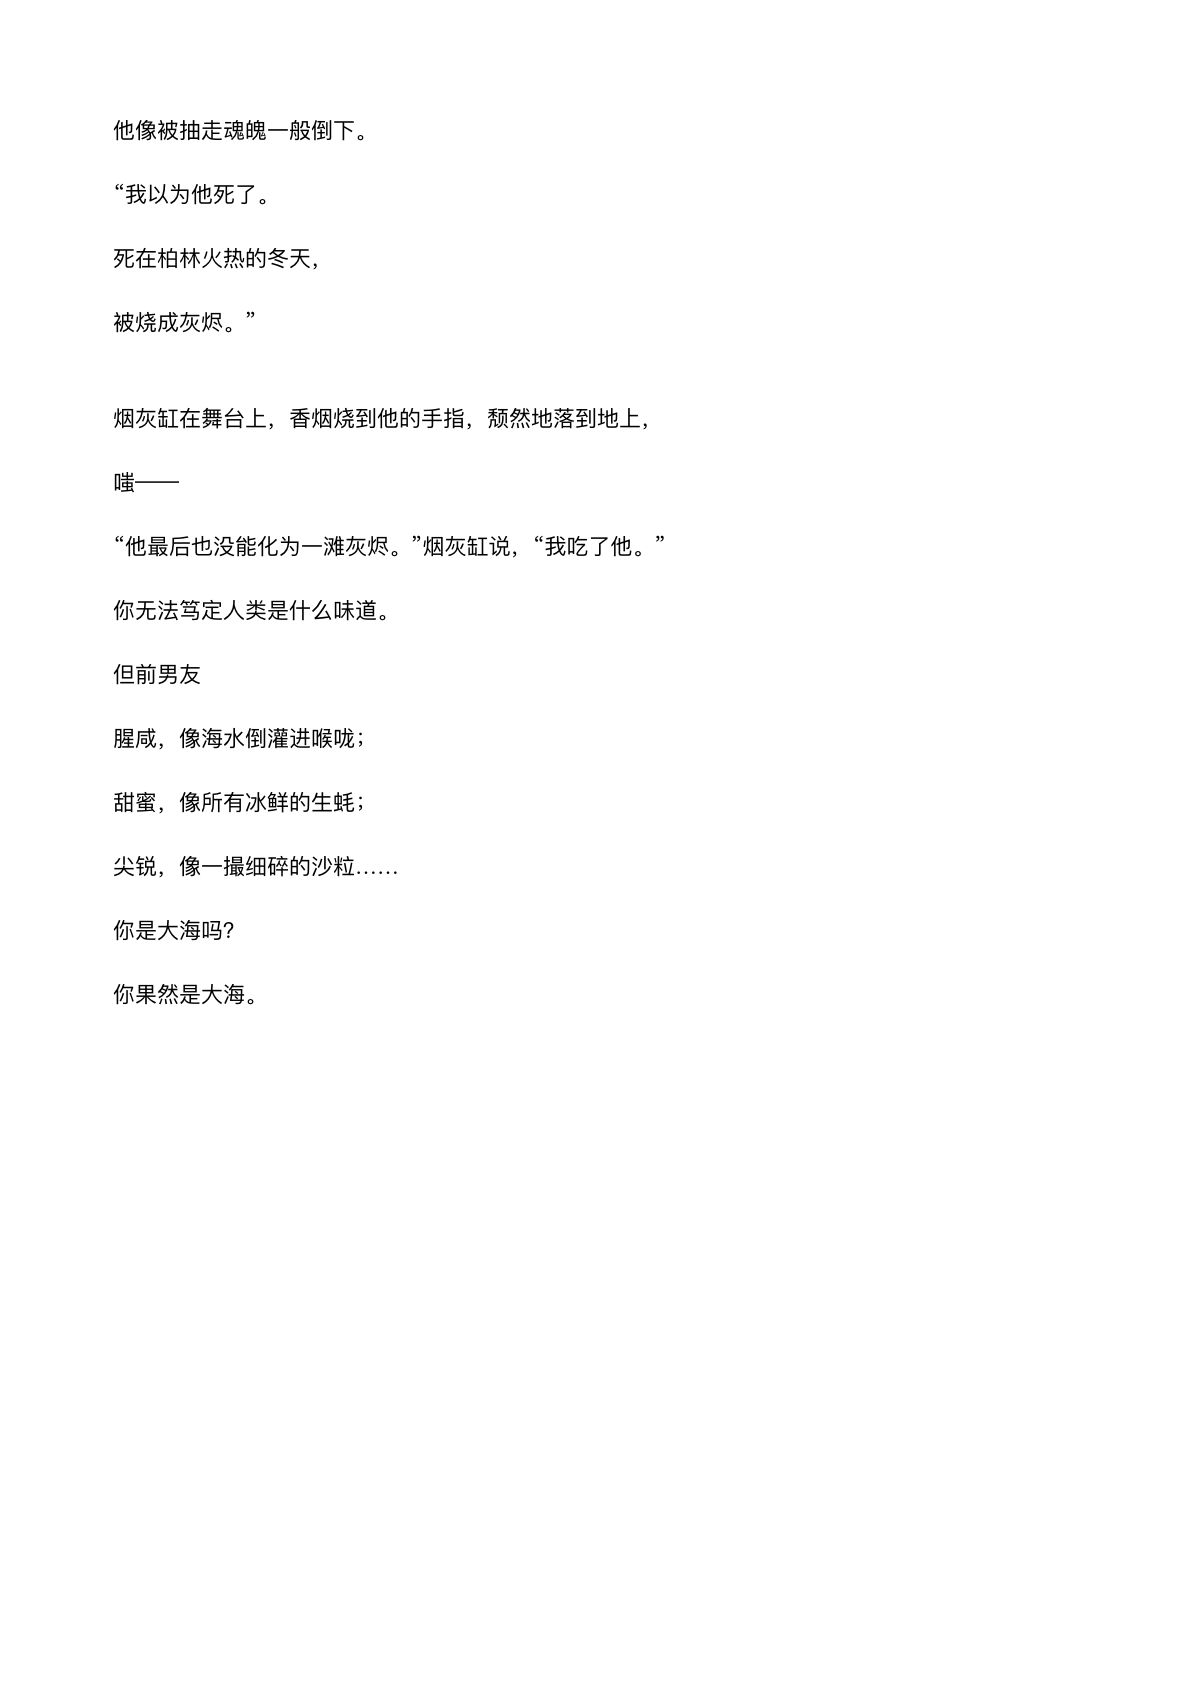 他像被抽走魂魄一般倒下。
“我以为他死了。
死在柏林火热的冬天，
被烧成灰烬。”
烟灰缸在舞台上，香烟烧到他的手指，颓然地落到地上，
嗤——
“他最后也没能化为一滩灰烬。”烟灰缸说，“我吃了他。”
你无法笃定人类是什么味道。
但前男友
腥咸，像海水倒灌进喉咙；
甜蜜，像所有冰鲜的生蚝；
尖锐，像一撮细碎的沙粒……
你是大海吗？
你果然是大海。